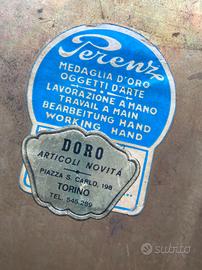 Perenz
MEDAGLIA D'ORO
OGGETTI D'ARTE
LAVORAZIONE A MANO
TRAVAIL A MAIN
BEARBEITUNG HAND
WORKING HAND
DORO
ARTICOLI NOVITÀ
PIAZZA S. CARLO, 198
TORINO
TEL. 545.289
subito